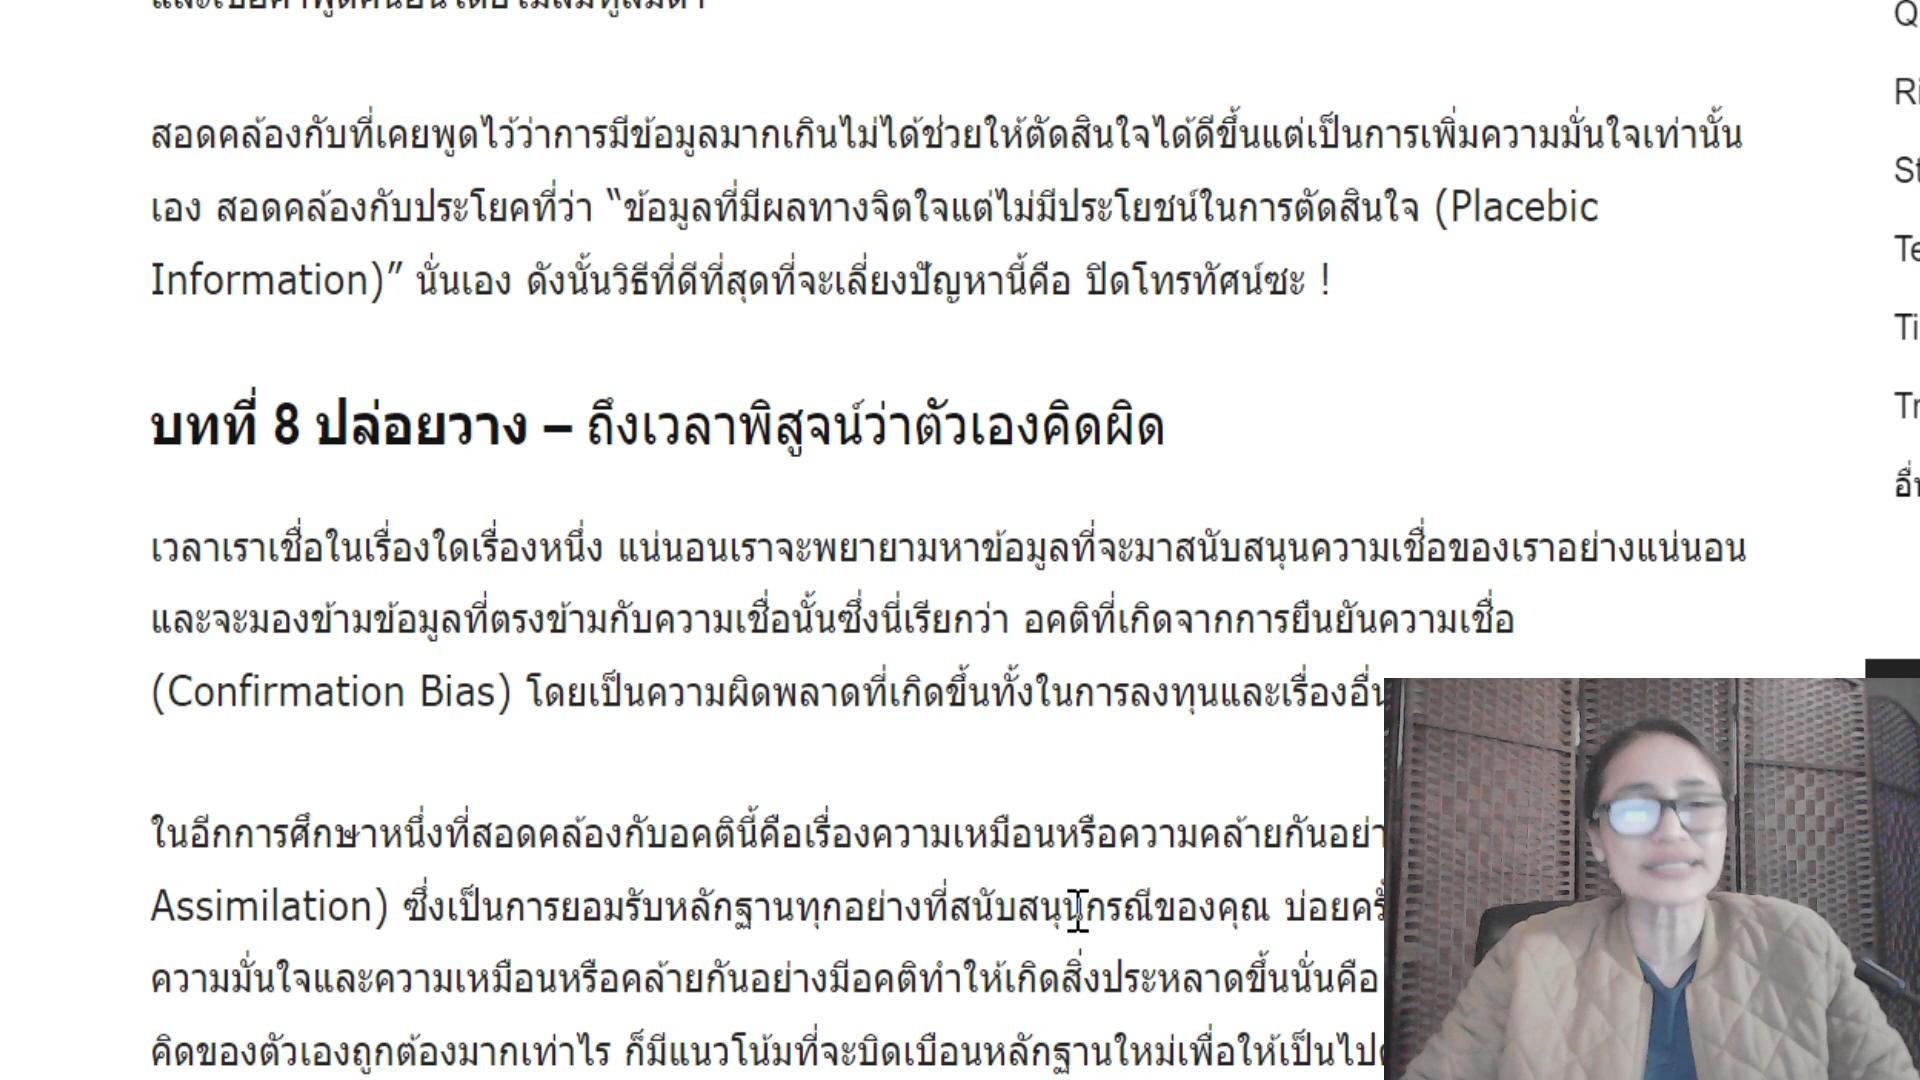 สอดคล้องกับที่เคยพูดไว้ว่าการมีข้อมูลมากเกินไม่ได้ช่วยให้ตัดสินใจได้ดีขึ้นแต่เป็นการเพิ่มความมั่นใจเท่านั้น
เอง สอดคล้องกับประโยคที่ว่า “ข้อมูลที่มีผลทางจิตใจแต่ไม่มีประโยชน์ในการตัดสินใจ (Placebic
Information)” นั่นเอง ดังนั้นวิธีที่ดีที่สุดที่จะเลี่ยงปัญหานี้คือ ปิดโทรทัศน์ซะ !
บทที่ 8 ปล่อยวาง – ถึงเวลาพิสูจน์ว่าตัวเองคิดผิด
เวลาเราเชื่อในเรื่องใดเรื่องหนึ่ง แน่นอนเราจะพยายามหาข้อมูลที่จะมาสนับสนุนความเชื่อของเราอย่างแน่นอน
และจะมองข้ามข้อมูลที่ตรงข้ามกับความเชื่อนั้นซึ่งนี่เรียกว่า อคติที่เกิดจากการยืนยันความเชื่อ
(Confirmation Bias) โดยเป็นความผิดพลาดที่เกิดขึ้นทั้งในการลงทุนและเรื่องอื่น
ในอีกการศึกษาหนึ่งที่สอดคล้องกับอคตินี้คือเรื่องความเหมือนหรือความคล้ายกันอย่า
Assimilation) ซึ่งเป็นการยอมรับหลักฐานทุกอย่างที่สนับสนุนกรณีของคุณ บ่อยครั้
ความมั่นใจและความเหมือนหรือคล้ายกันอย่างมีอคติทำให้เกิดสิ่งประหลาดขึ้นนั่นคือ
คิดของตัวเองถูกต้องมากเท่าไร ก็มีแนวโน้มที่จะบิดเบือนหลักฐานใหม่เพื่อให้เป็นไป